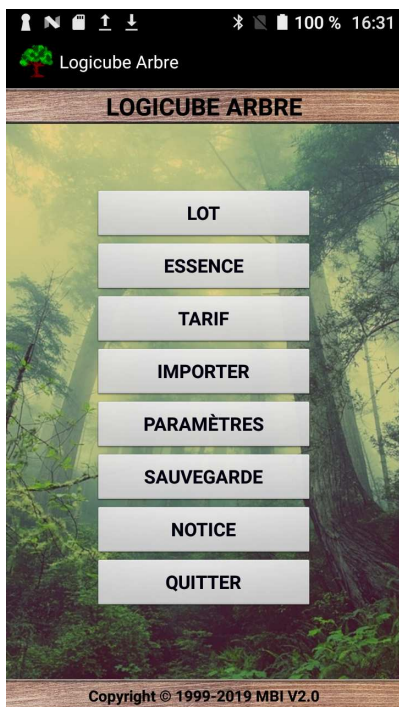 100 % 16:31
Logicube Arbre
LOGICUBE ARBRE
LOT
ESSENCE
TARIF
IMPORTER
PARAMÈTRES
SAUVEGARDE
NOTICE
QUITTER
Copyright © 1999-2019 MBI V2.0